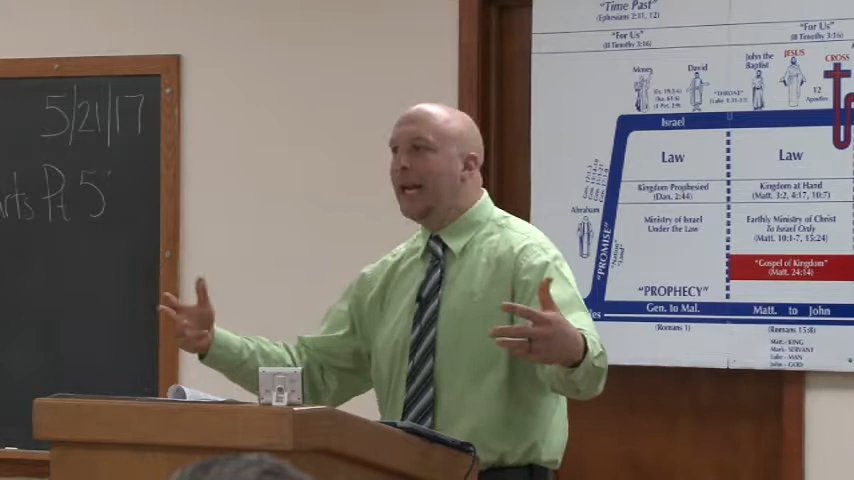 5/21/17
Pt 5
"Time Past"
(Ephesians 2:11, 12)
"For Us"
(II Timothy 3:16)
"For Us"
(II Timothy 3:16)
Moses
David
"THRONE"
John the
Baptist
JESUS
12
Apostles
CROSS
Israel
Law
Law
Kingdom Prophesied
(Dan. 2:44)
Kingdom at Hand
(Matt. 3:2, 4:17, 10:7)
Ministry of Israel
Under the Law
Earthly Ministry of Christ
To Israel Only
(Matt. 10:1-7, 15:24)
"Gospel of Kingdom"
(Matt. 24:14)
Abraham
"PROMISE"
"PROPHECY"
Gen. to Mal.
Matt. to John
(Romans 1)
(Romans 15:8)
Matt - KING
Mark - SERVANT
Luke - MAN
John - GOD